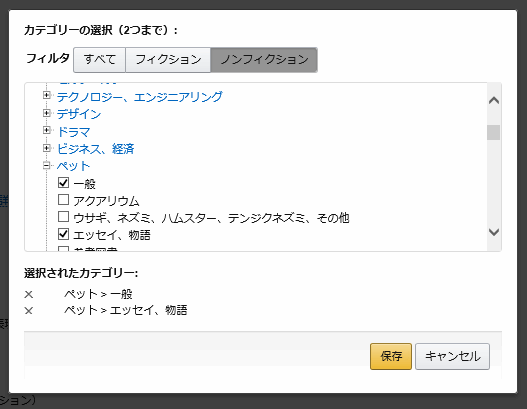 カテゴリーの選択（2つまで）:
フィルタ すべて フィクション ノンフィクション
テクノロジー、エンジニアリング
デザイン
ドラマ
ビジネス、経済
ペット
一般
アクアリウム
ウサギ、ネズミ、ハムスター、テンジクネズミ、その他
エッセイ、物語
選択されたカテゴリー:
× ペット > 一般
× ペット > エッセイ、物語
保存 キャンセル
ション）